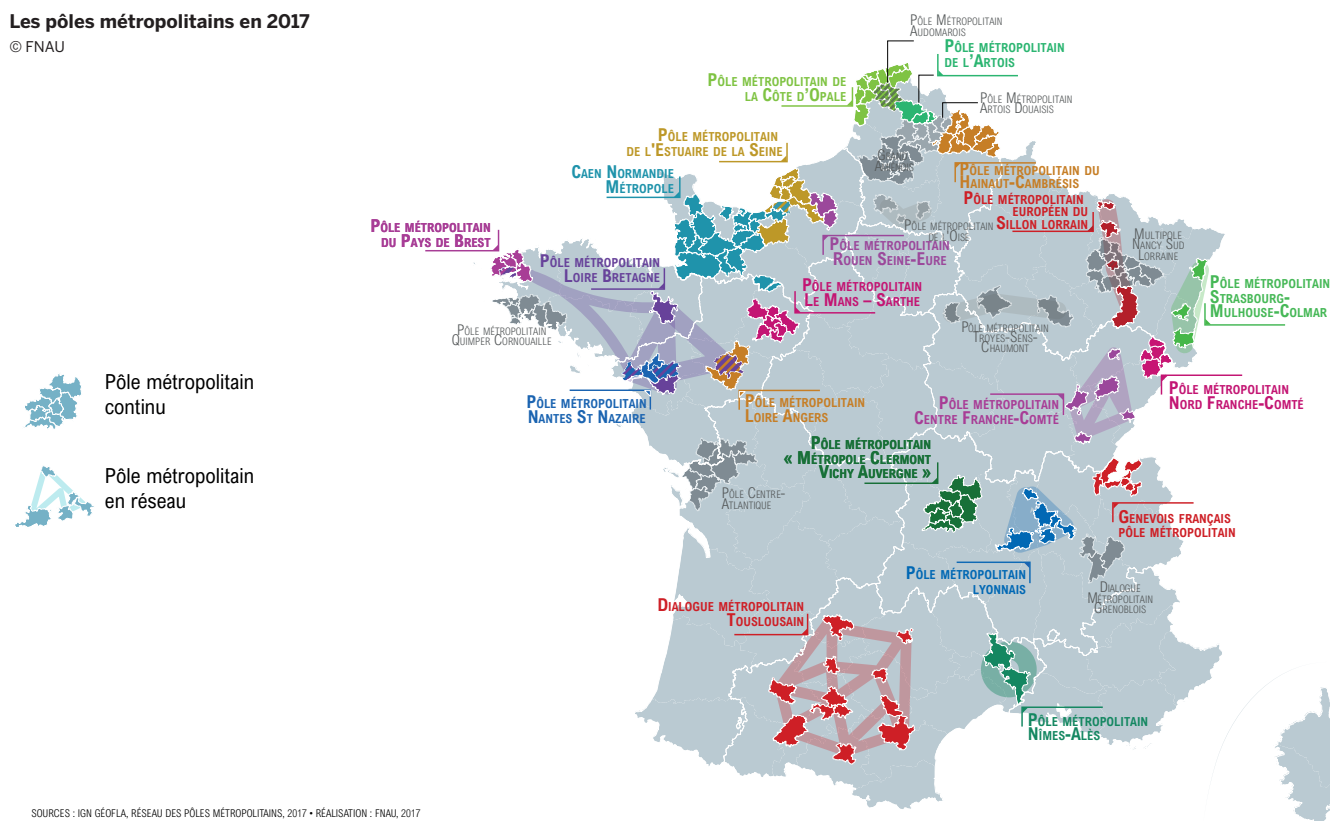 Les pôles métropolitains en 2017
© FNAU
Pôle Métropolitain
Audomarois
Pôle métropolitain
de l'Artois
Pôle métropolitain de
la Côte d'Opale
Pôle Métropolitain
Artois Douaisis
Pôle métropolitain
de l'Estuaire de la Seine
Caen Normandie
Métropole
Pôle métropolitain du
Hainaut-Cambrésis
Pôle métropolitain
européen du
Sillon lorrain
Pôle métropolitain
de l'Oise
Pôle métropolitain
du Pays de Brest
Pôle métropolitain
Rouen Seine-Eure
Multipole
Nancy Sud
Lorraine
Pôle métropolitain
Loire Bretagne
Pôle métropolitain
Le Mans – Sarthe
Pôle métropolitain
Strasbourg-
Mulhouse-Colmar
Pôle métropolitain
Quimper Cornouaille
Pôle métropolitain
Troyes-Sens-
Chaumont
Pôle métropolitain
continu
Pôle métropolitain
Nantes St Nazaire
Pôle métropolitain
Loire Angers
Pôle métropolitain
Centre Franche-Comté
Pôle métropolitain
Nord Franche-Comté
Pôle métropolitain
« Métropole Clermont
Vichy Auvergne »
Pôle métropolitain
en réseau
Pôle Centre-
Atlantique
Genevois français
pôle métropolitain
Pôle métropolitain
lyonnais
Dialogue
Métropolitain
Grenoblois
Dialogue métropolitain
Touslousain
Pôle métropolitain
Nîmes-Alès
SOURCES : IGN GÉOFLA, RÉSEAU DES PÔLES MÉTROPOLITAINS, 2017 • RÉALISATION : FNAU, 2017